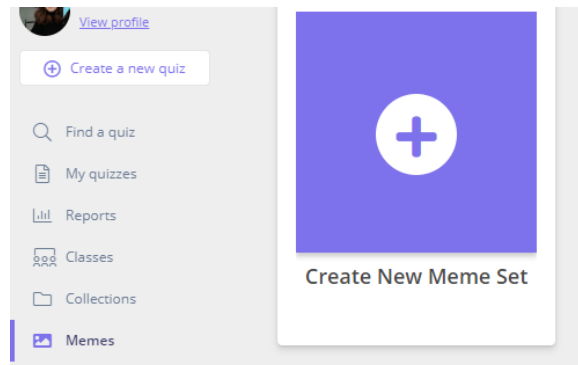 View profile
Create a new quiz
Find a quiz
My quizzes
Reports
Classes
Collections
Memes
Create New Meme Set